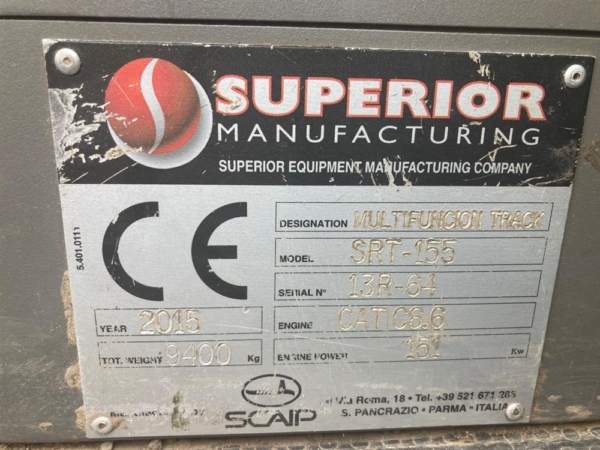 SUPERIOR
MANUFACTURING
SUPERIOR EQUIPMENT MANUFACTURING COMPANY
CE
5.401.0111
DESIGNATION MULTIFUNCION TRACK
MODEL SRT-155
SERIAL N° 13R-64
YEAR 2015
ENGINE CAT C6.6
TOT. WEIGHT 9400 Kg
ENGINE POWER 151 Kw
SCAIP
Via Roma, 18 • Tel. +39 521 671
S. PANCRAZIO • PARMA • ITALIA